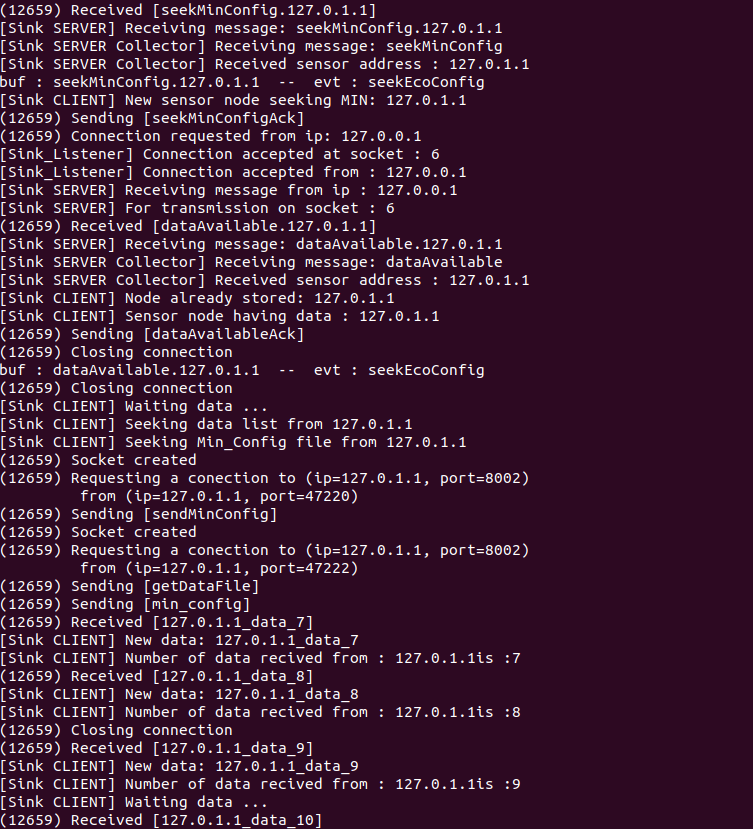 (12659) Received [seekMinConfig.127.0.1.1]
[Sink SERVER] Receiving message: seekMinConfig.127.0.1.1
[Sink SERVER Collector] Receiving message: seekMinConfig
[Sink SERVER Collector] Received sensor address : 127.0.1.1
buf : seekMinConfig.127.0.1.1  --  evt : seekEcoConfig
[Sink CLIENT] New sensor node seeking MIN: 127.0.1.1
(12659) Sending [seekMinConfigAck]
(12659) Connection requested from ip: 127.0.0.1
[Sink_Listener] Connection accepted at socket : 6
[Sink_Listener] Connection accepted from : 127.0.0.1
[Sink SERVER] Receiving message from ip : 127.0.0.1
[Sink SERVER] For transmission on socket : 6
(12659) Received [dataAvailable.127.0.1.1]
[Sink SERVER] Receiving message: dataAvailable.127.0.1.1
[Sink SERVER Collector] Receiving message: dataAvailable
[Sink SERVER Collector] Received sensor address : 127.0.1.1
[Sink CLIENT] Node already stored: 127.0.1.1
[Sink CLIENT] Sensor node having data : 127.0.1.1
(12659) Sending [dataAvailableAck]
(12659) Closing connection
buf : dataAvailable.127.0.1.1  --  evt : seekEcoConfig
(12659) Closing connection
[Sink CLIENT] Waiting data ...
[Sink CLIENT] Seeking data list from 127.0.1.1
[Sink CLIENT] Seeking Min_Config file from 127.0.1.1
(12659) Socket created
(12659) Requesting a conection to (ip=127.0.1.1, port=8002)
         from (ip=127.0.1.1, port=47220)
(12659) Sending [sendMinConfig]
(12659) Socket created
(12659) Requesting a conection to (ip=127.0.1.1, port=8002)
         from (ip=127.0.1.1, port=47222)
(12659) Sending [getDataFile]
(12659) Sending [min_config]
(12659) Received [127.0.1.1_data_7]
[Sink CLIENT] New data: 127.0.1.1_data_7
[Sink CLIENT] Number of data recived from : 127.0.1.1is :7
(12659) Received [127.0.1.1_data_8]
[Sink CLIENT] New data: 127.0.1.1_data_8
[Sink CLIENT] Number of data recived from : 127.0.1.1is :8
(12659) Closing connection
(12659) Received [127.0.1.1_data_9]
[Sink CLIENT] New data: 127.0.1.1_data_9
[Sink CLIENT] Number of data recived from : 127.0.1.1is :9
[Sink CLIENT] Waiting data ...
(12659) Received [127.0.1.1_data_10]